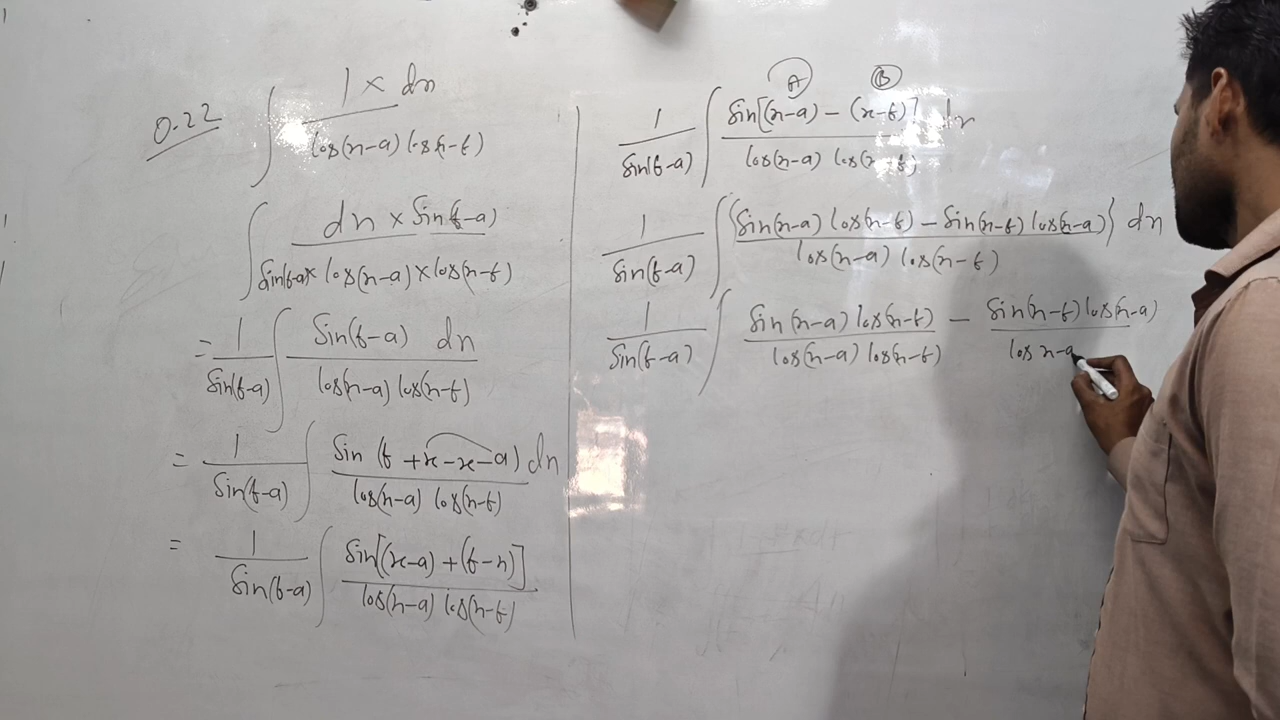 Q.22 ∫ 1 × dx / cos(x-a) cos(x-b)
∫ dx × sin(b-a) / sin(b-a) × cos(x-a) × cos(x-b)
= 1/sin(b-a) ∫ sin(b-a) dx / cos(x-a) cos(x-b)
= 1/sin(b-a) ∫ sin(b+x-x-a) dx / cos(x-a) cos(x-b)
= 1/sin(b-a) ∫ sin[(x-a)+(b-x)] / cos(x-a) cos(x-b)
A B
1/sin(b-a) ∫ sin[(x-a)-(x-b)] / cos(x-a) cos(x-b) dx
1/sin(b-a) ∫ {sin(x-a) cos(x-b) - sin(x-b) cos(x-a) / cos(x-a) cos(x-b)} dx
1/sin(b-a) ∫ sin(x-a) cos(x-b) / cos(x-a) cos(x-b) - sin(x-b) cos(x-a) / cos x-a